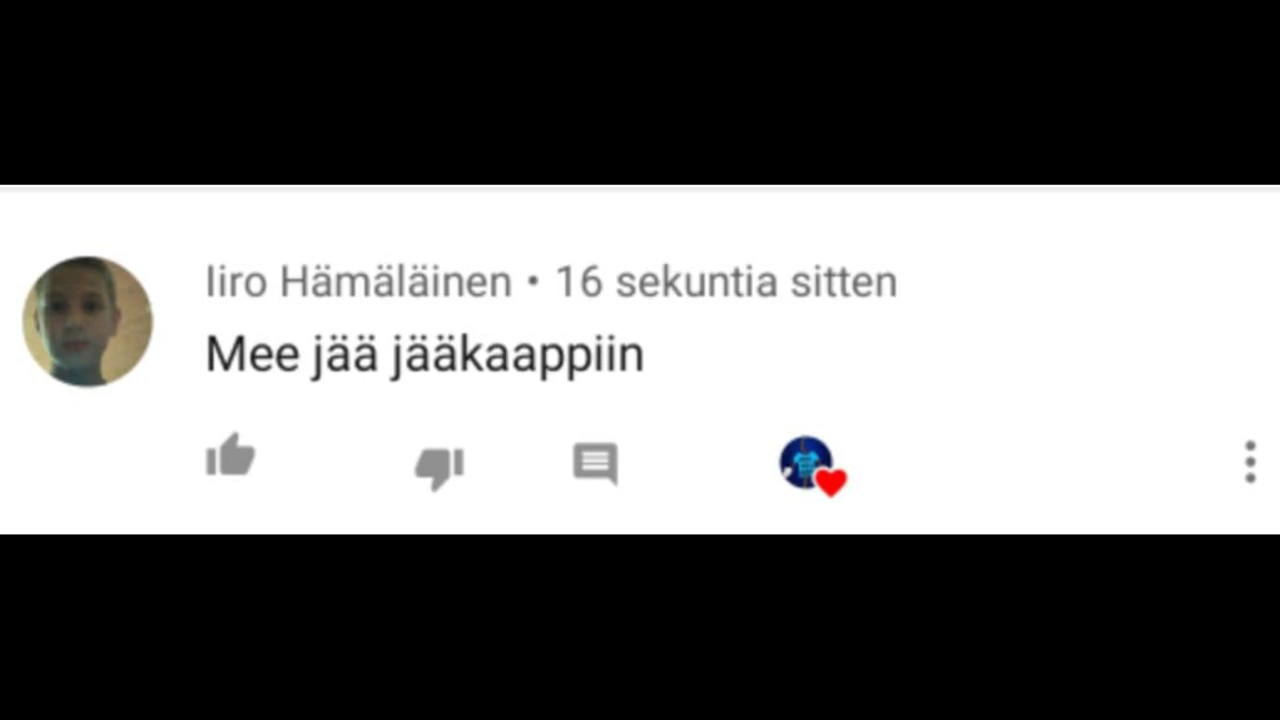 Iiro Hämäläinen • 16 sekuntia sitten
Mee jää jääkaappiin